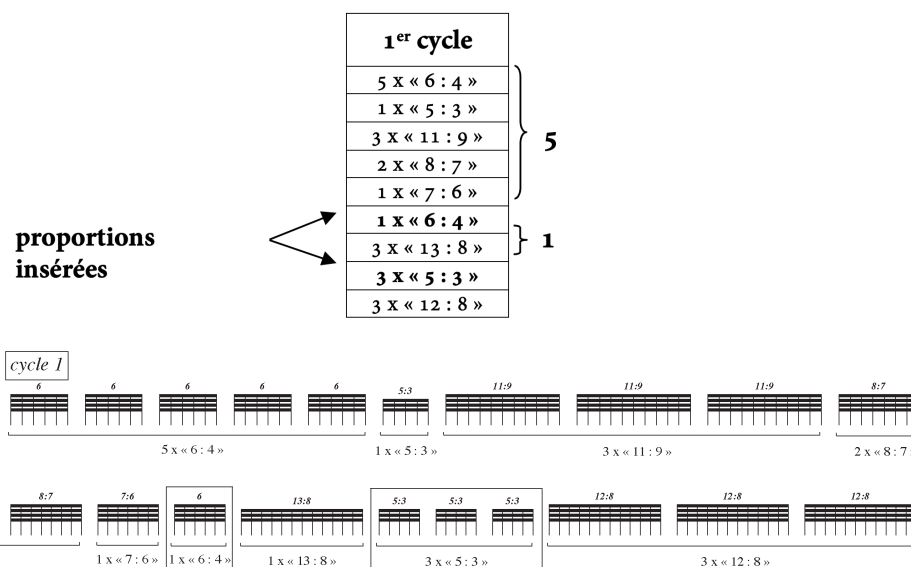 1er cycle
5 x « 6 : 4 »
1 x « 5 : 3 »
3 x « 11 : 9 »
2 x « 8 : 7 »
1 x « 7 : 6 »
5
1 x « 6 : 4 »
3 x « 13 : 8 »
1
3 x « 5 : 3 »
3 x « 12 : 8 »
proportions
insérées
cycle 1
6 6 6 6 6 5:3 11:9 11:9 11:9 8:7
5 x « 6 : 4 » 1 x « 5 : 3 » 3 x « 11 : 9 » 2 x « 8 : 7
8:7 7:6 6 13:8 5:3 5:3 5:3 12:8 12:8 12:8
1 x « 7 : 6 » 1 x « 6 : 4 » 1 x « 13 : 8 » 3 x « 5 : 3 » 3 x « 12 : 8 »